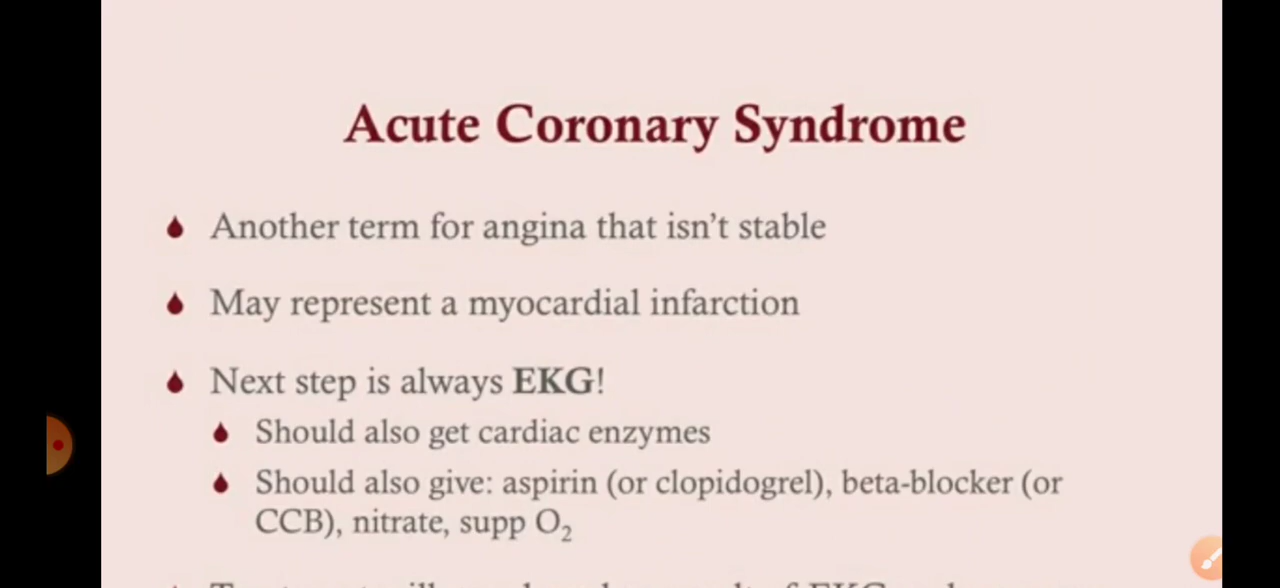 Acute Coronary Syndrome
Another term for angina that isn’t stable
May represent a myocardial infarction
Next step is always EKG!
Should also get cardiac enzymes
Should also give: aspirin (or clopidogrel), beta-blocker (or
CCB), nitrate, supp O₂